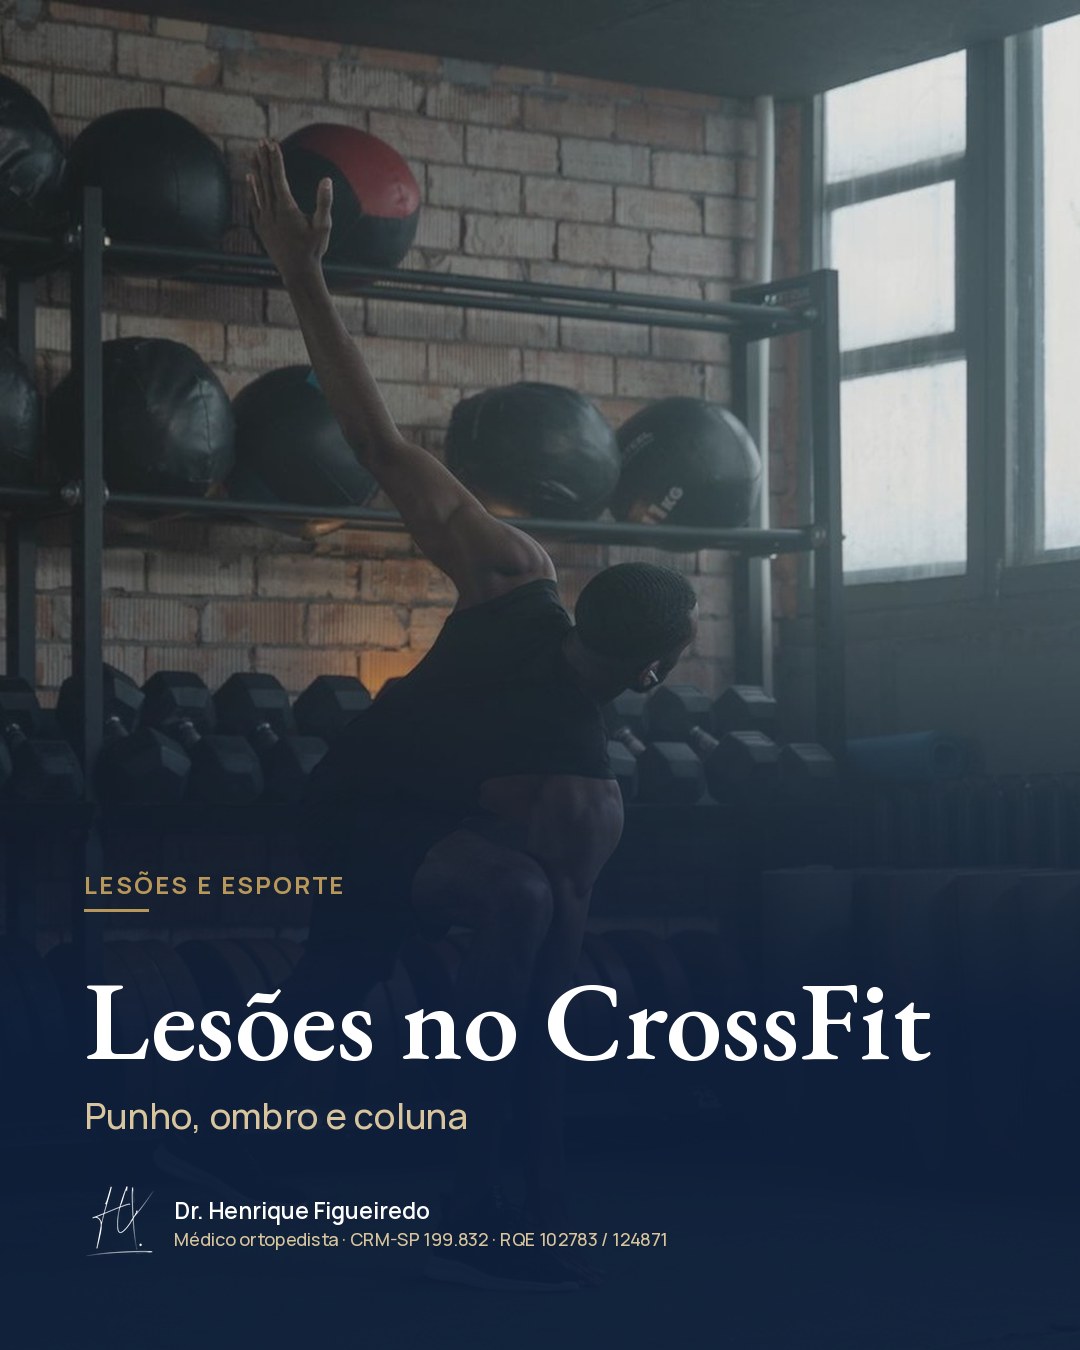 11KG
LESÕES E ESPORTE
Lesões no CrossFit
Punho, ombro e coluna
Dr. Henrique Figueiredo
Médico ortopedista · CRM-SP 199.832 · RQE 102783 / 124871